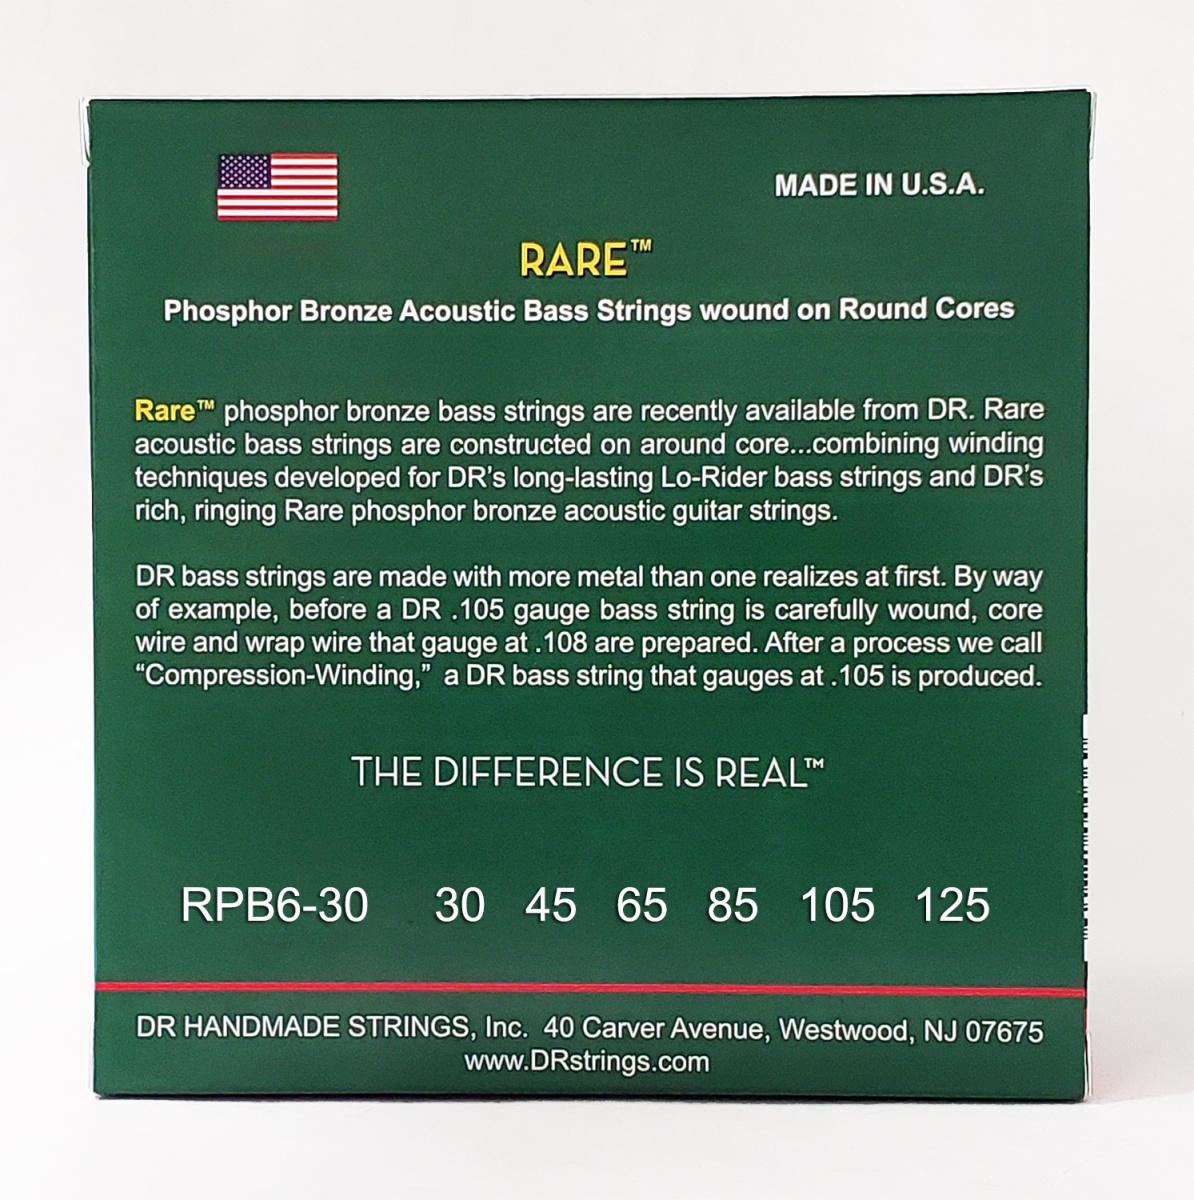 MADE IN U.S.A.
RARE™
Phosphor Bronze Acoustic Bass Strings wound on Round Cores
Rare™ phosphor bronze bass strings are recently available from DR. Rare
acoustic bass strings are constructed on around core...combining winding
techniques developed for DR's long-lasting Lo-Rider bass strings and DR's
rich, ringing Rare phosphor bronze acoustic guitar strings.
DR bass strings are made with more metal than one realizes at first. By way
of example, before a DR .105 gauge bass string is carefully wound, core
wire and wrap wire that gauge at .108 are prepared. After a process we call
“Compression-Winding,” a DR bass string that gauges at .105 is produced.
THE DIFFERENCE IS REAL™
RPB6-30 30 45 65 85 105 125
DR HANDMADE STRINGS, Inc. 40 Carver Avenue, Westwood, NJ 07675
www.DRstrings.com